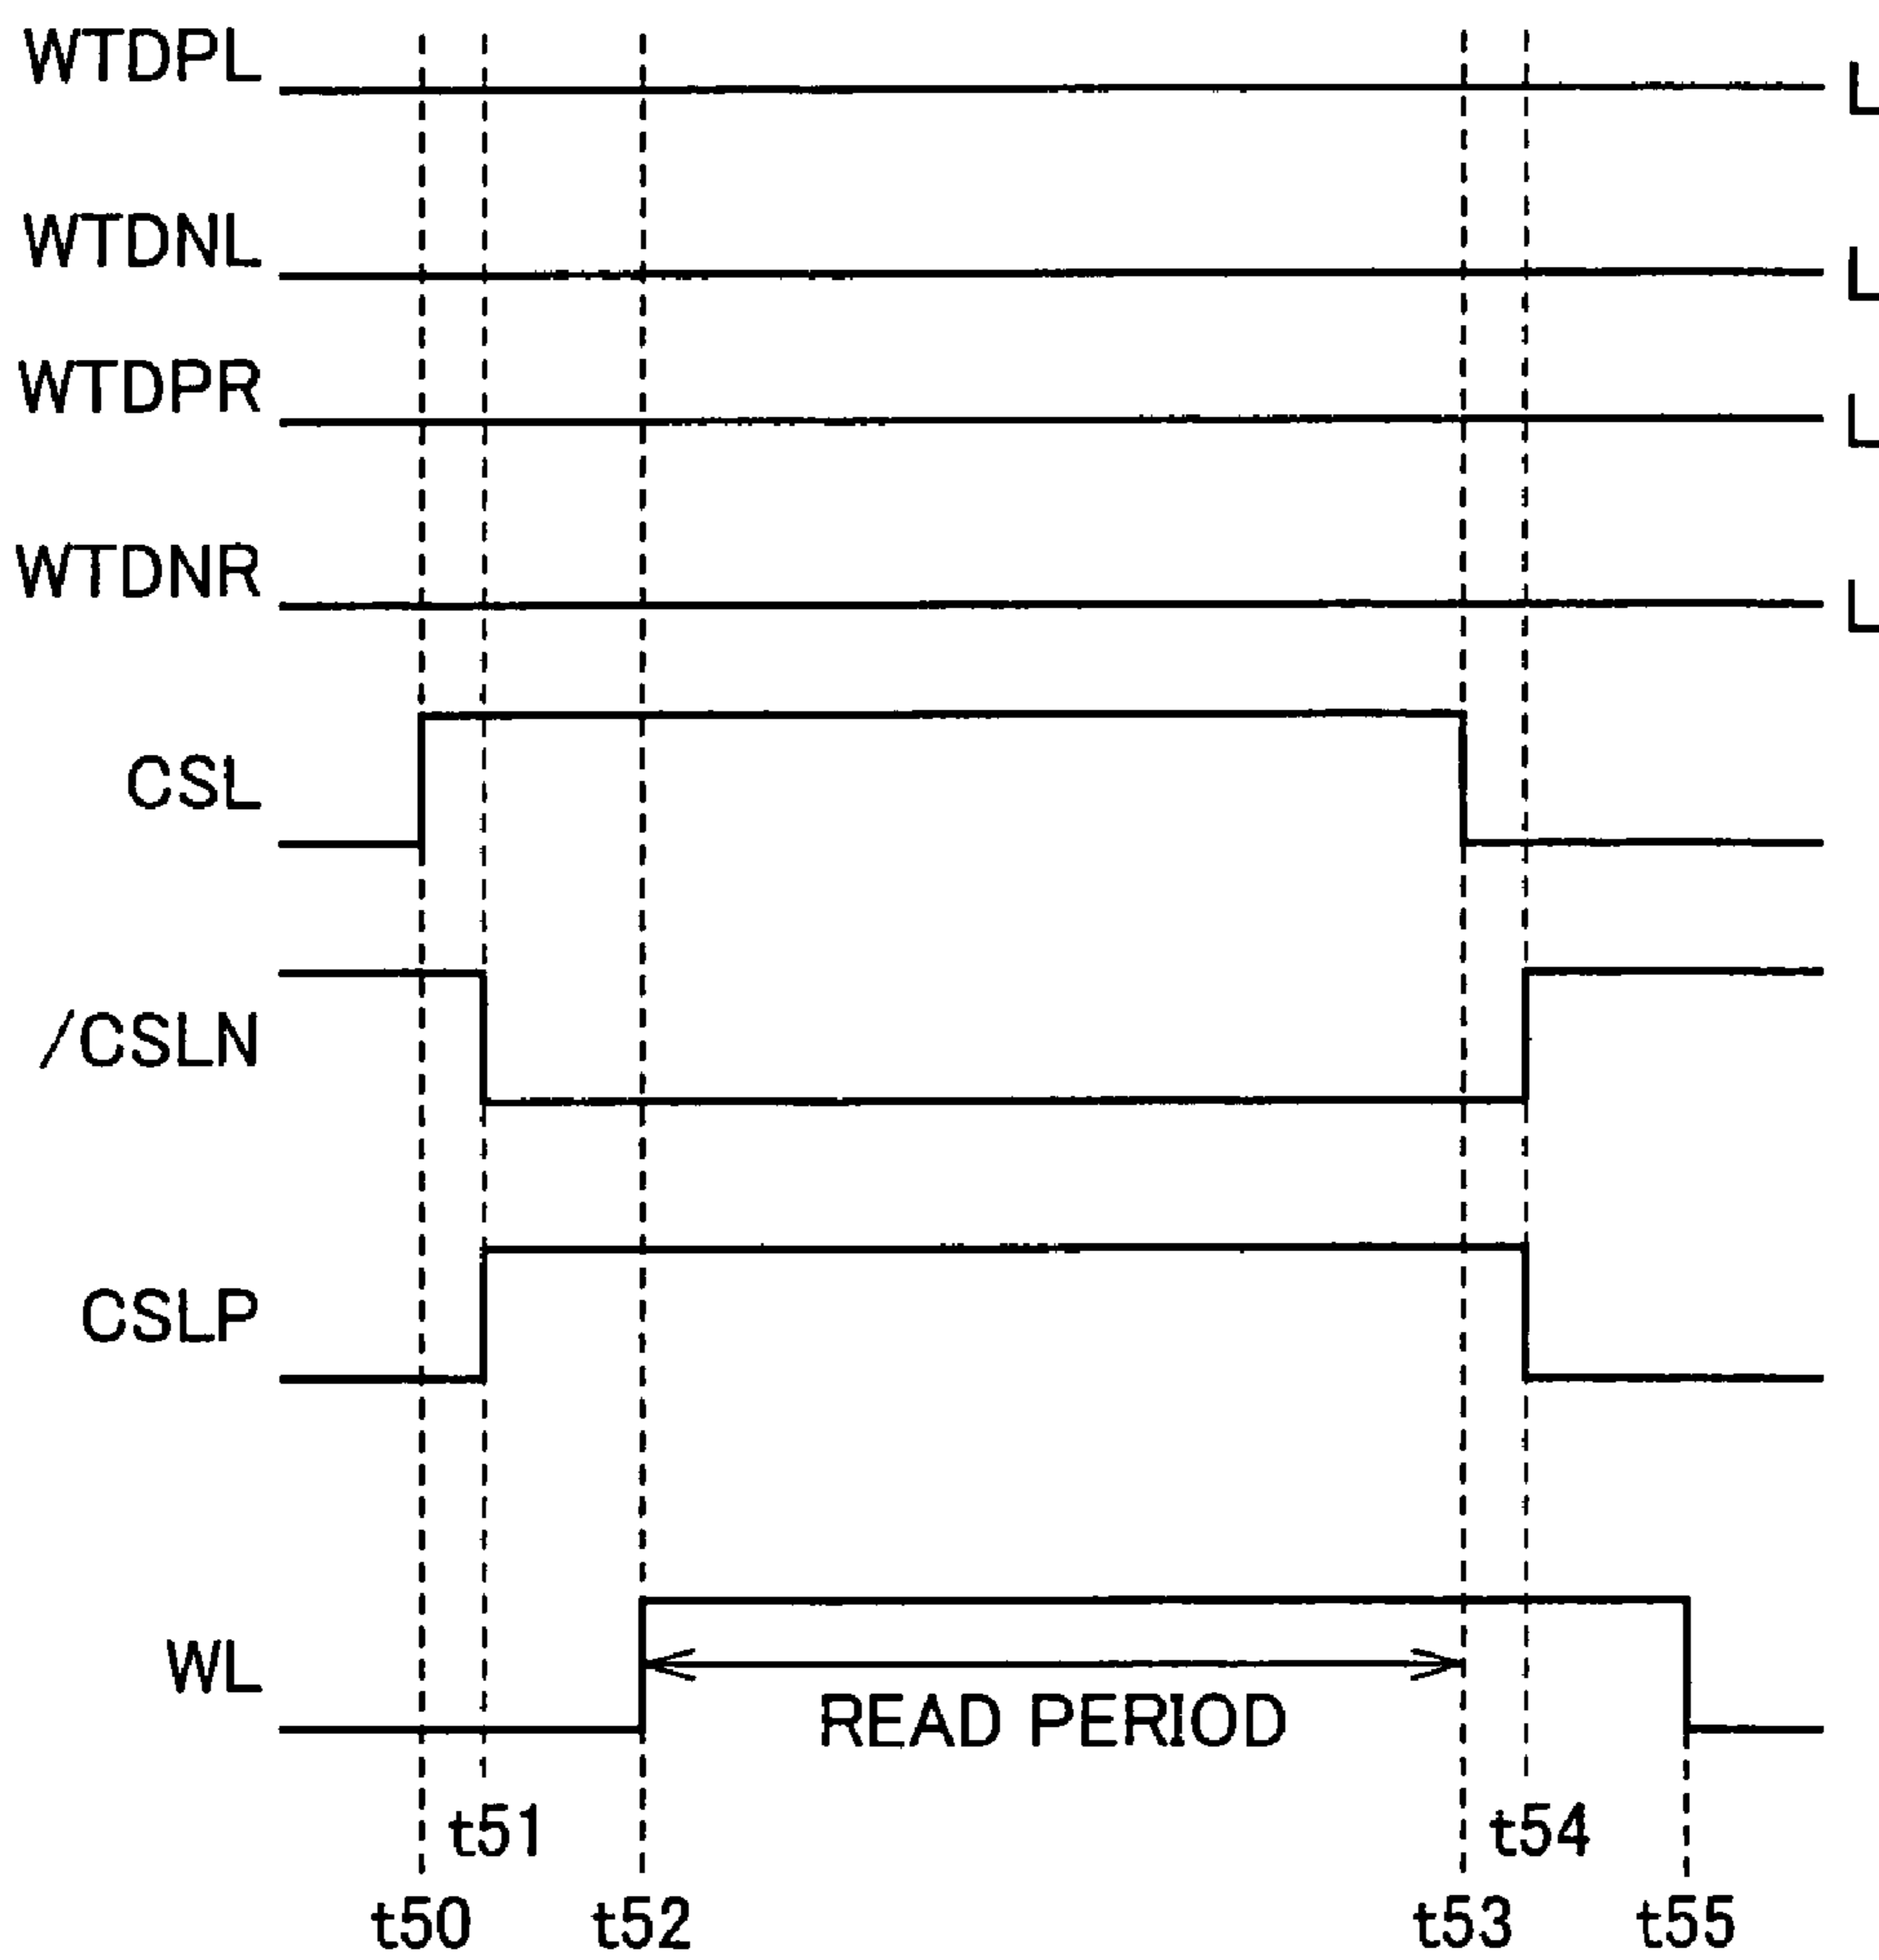 WTDPL L
WTDNL L
WTDPR L
WTDNR L
CSL
/CSLN
CSLP
WL
READ PERIOD
t51 t54
t50 t52 t53 t55